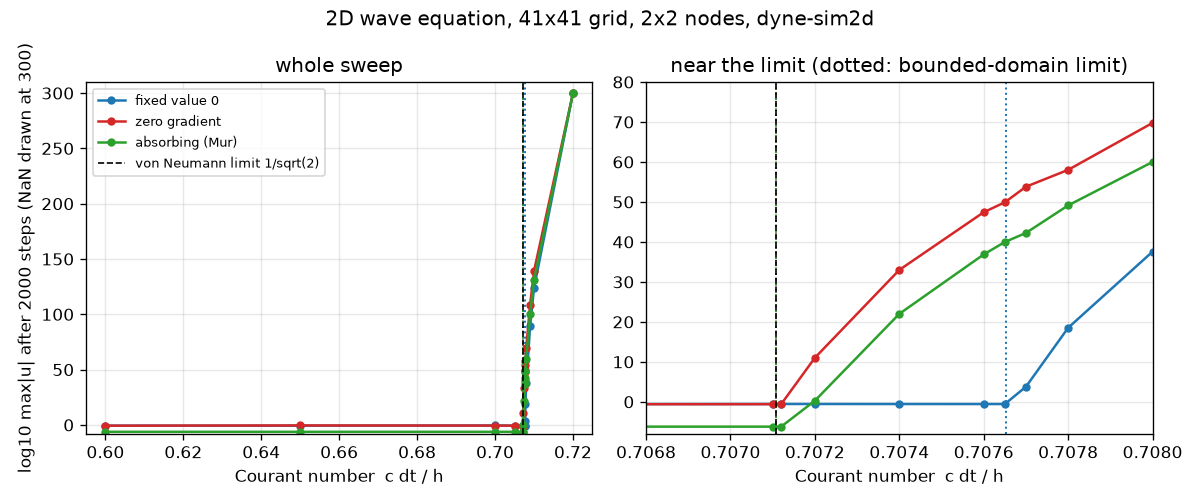 2D wave equation, 41x41 grid, 2x2 nodes, dyne-sim2d
whole sweep
log10 max|u| after 2000 steps (NaN drawn at 300)
300
250
200
150
100
50
0
fixed value 0
zero gradient
absorbing (Mur)
von Neumann limit 1/sqrt(2)
0.60 0.62 0.64 0.66 0.68 0.70 0.72
Courant number c dt / h
near the limit (dotted: bounded-domain limit)
80
70
60
50
40
30
20
10
0
0.7068 0.7070 0.7072 0.7074 0.7076 0.7078 0.7080
Courant number c dt / h